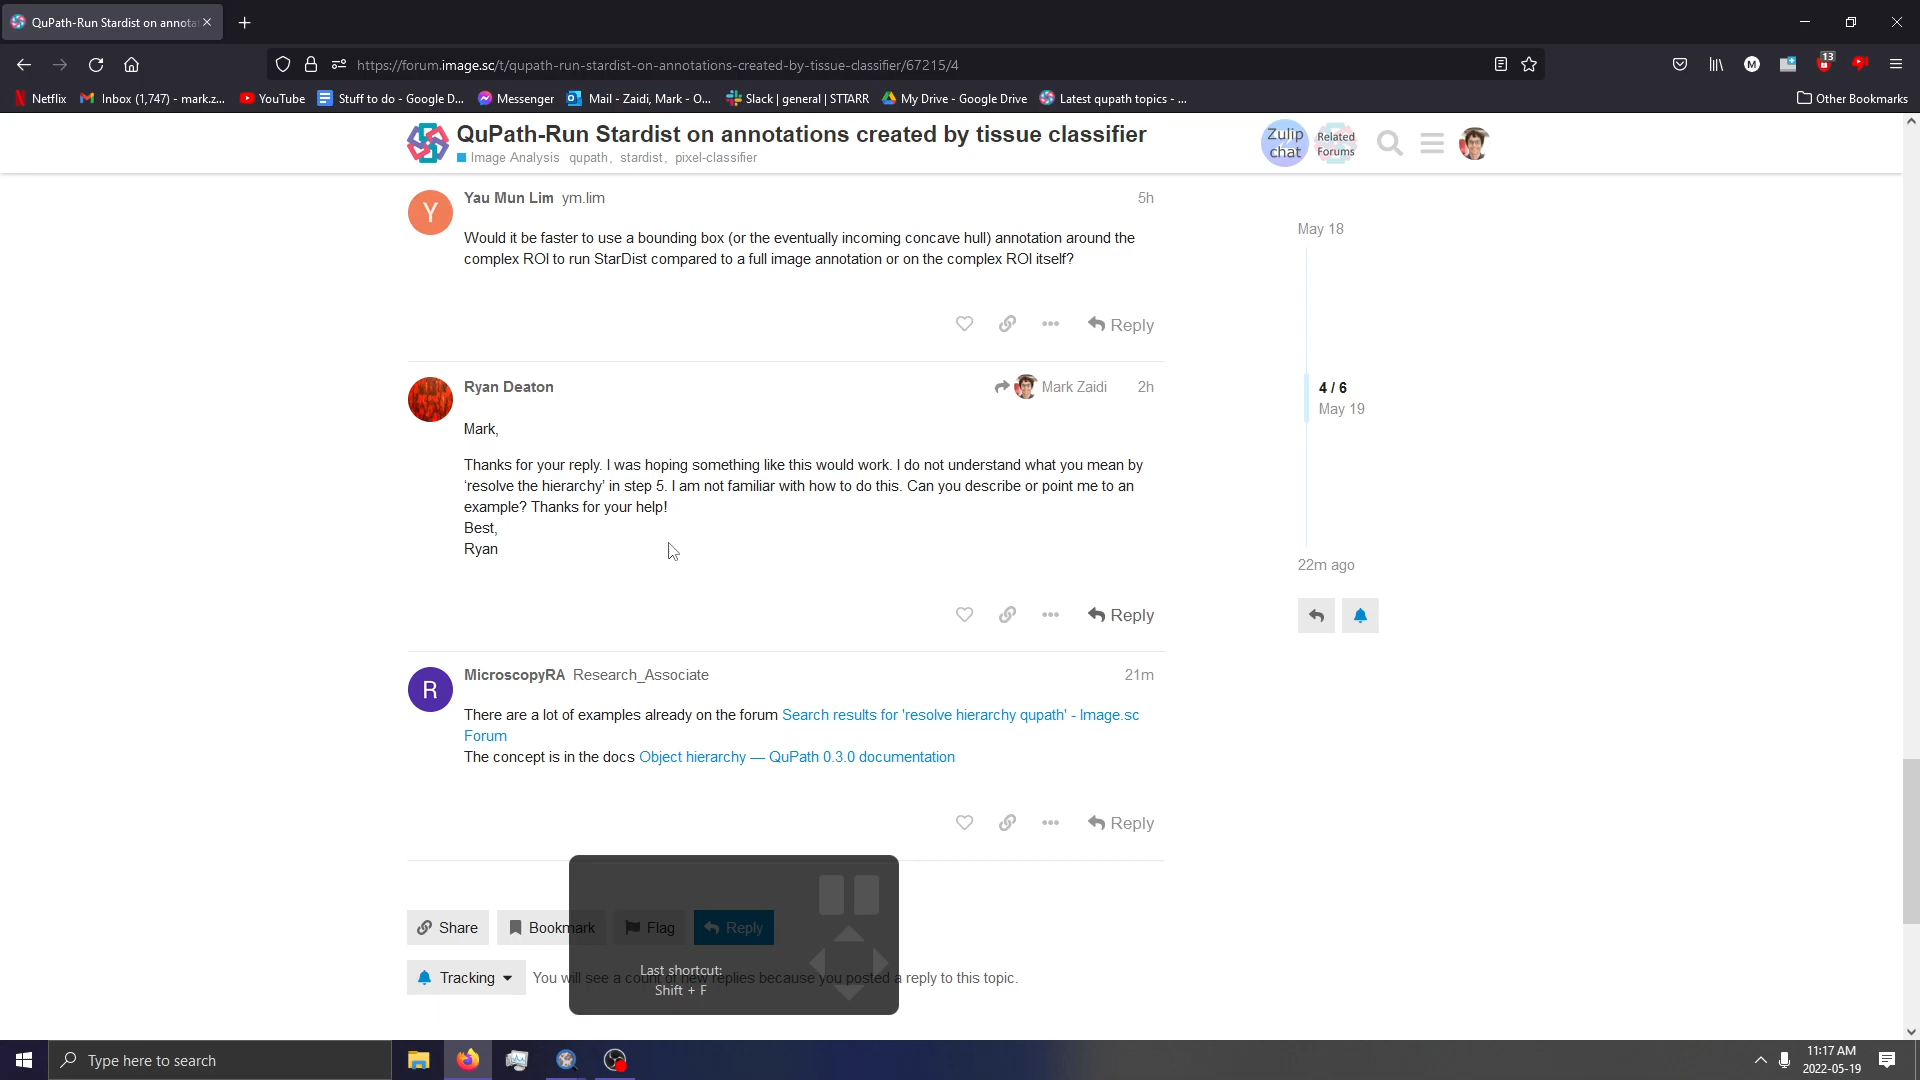 QuPath-Run Stardist on annota
https://forum.image.sc/t/qupath-run-stardist-on-annotations-created-by-tissue-classifier/67215/4
M
13
Netflix
Inbox (1,747) - mark.z...
YouTube
Stuff to do - Google D...
Messenger
Mail - Zaidi, Mark - O...
Slack | general | STTARR
My Drive - Google Drive
Latest qupath topics - ...
Other Bookmarks
QuPath-Run Stardist on annotations created by tissue classifier
Image Analysis qupath, stardist, pixel-classifier
Zulip
chat
Related
Forums
Y
Yau Mun Lim ym.lim
5h
Would it be faster to use a bounding box (or the eventually incoming concave hull) annotation around the
complex ROI to run StarDist compared to a full image annotation or on the complex ROI itself?
Reply
May 18
4 / 6
May 19
22m ago
Ryan Deaton
Mark Zaidi
2h
Mark,
Thanks for your reply. I was hoping something like this would work. I do not understand what you mean by
‘resolve the hierarchy’ in step 5. I am not familiar with how to do this. Can you describe or point me to an
example? Thanks for your help!
Best,
Ryan
Reply
R
MicroscopyRA Research_Associate
21m
There are a lot of examples already on the forum Search results for 'resolve hierarchy qupath' - Image.sc
Forum
The concept is in the docs Object hierarchy — QuPath 0.3.0 documentation
Reply
Share
Bookmark
Flag
Reply
Tracking
You will see a count of new replies because you posted a reply to this topic.
Last shortcut:
Shift + F
Type here to search
11:17 AM
2022-05-19